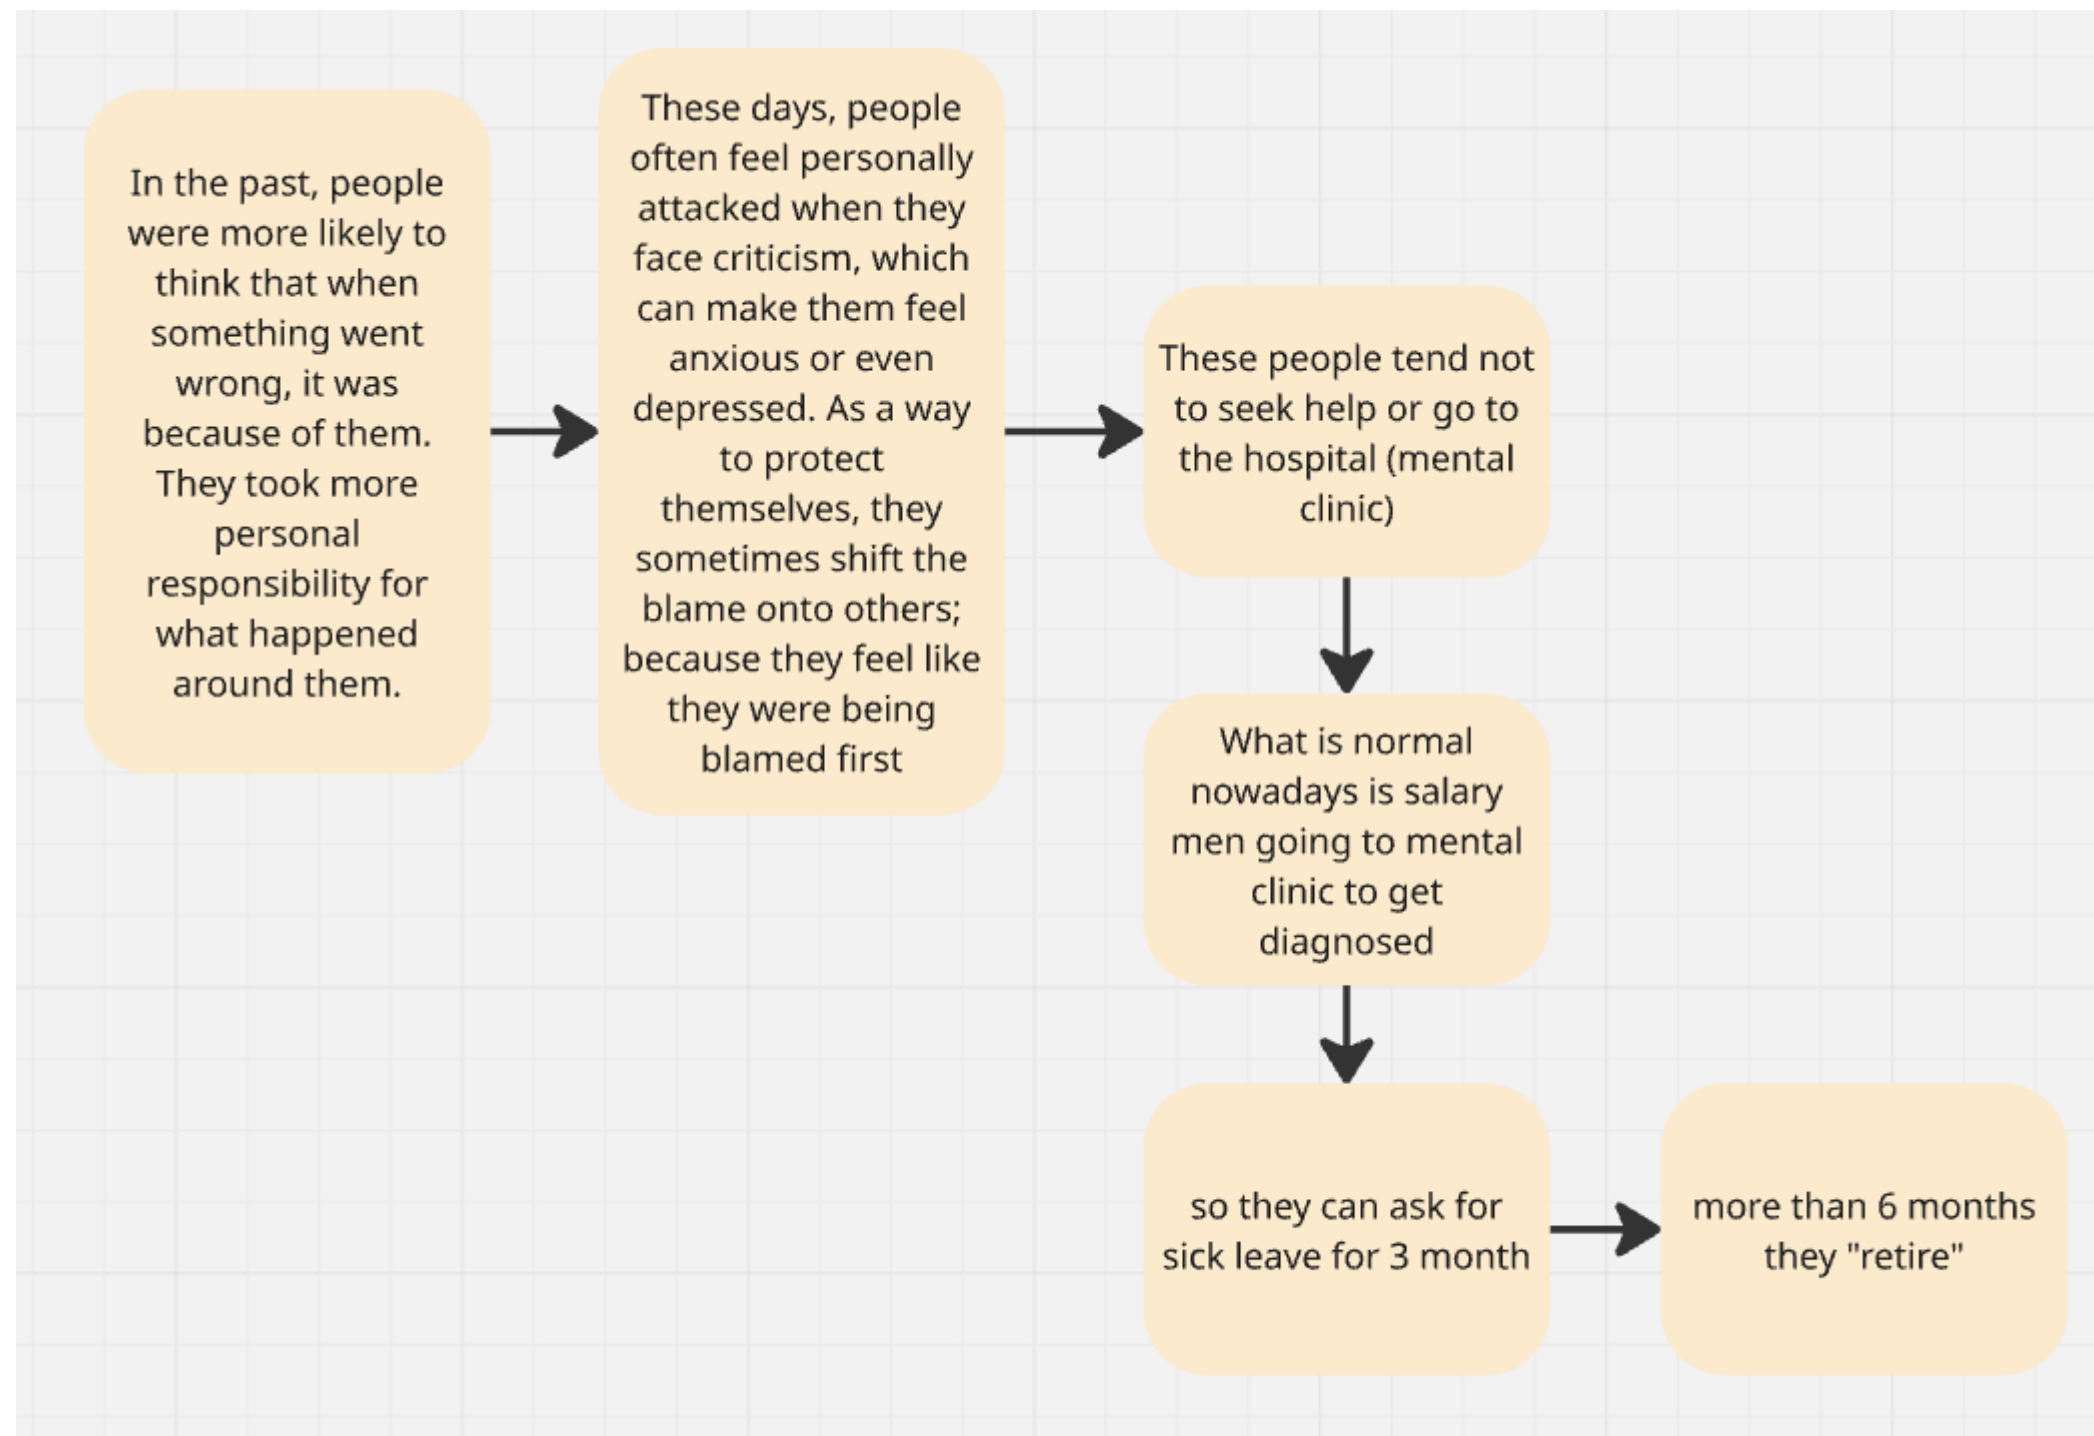 In the past, people
were more likely to
think that when
something went
wrong, it was
because of them.
They took more
personal
responsibility for
what happened
around them.
These days, people
often feel personally
attacked when they
face criticism, which
can make them feel
anxious or even
depressed. As a way
to protect
themselves, they
sometimes shift the
blame onto others;
because they feel like
they were being
blamed first
These people tend not
to seek help or go to
the hospital (mental
clinic)
What is normal
nowadays is salary
men going to mental
clinic to get
diagnosed
so they can ask for
sick leave for 3 month
more than 6 months
they "retire"